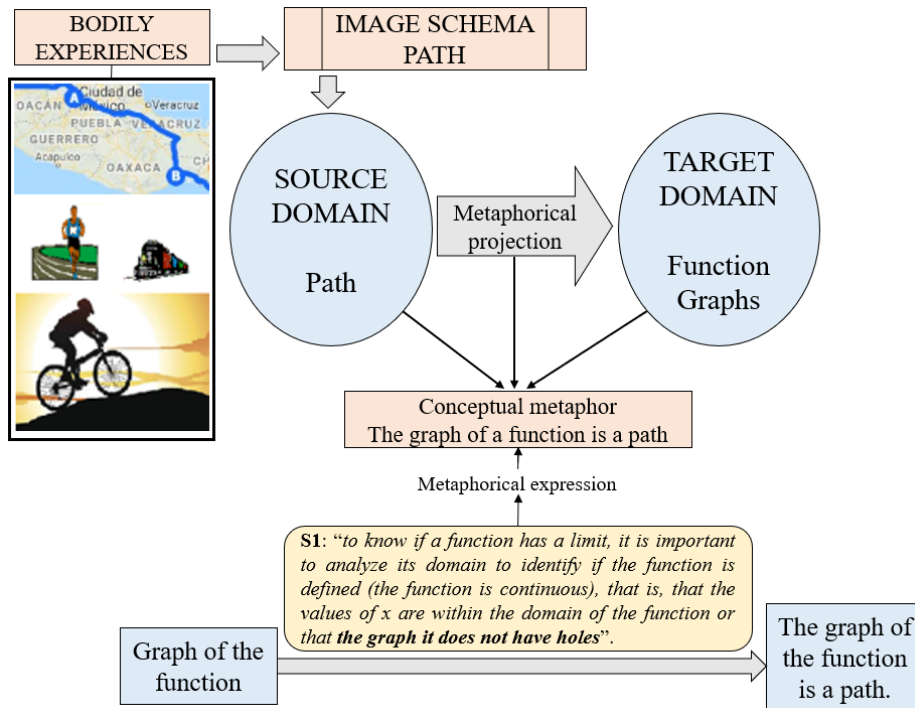 BODILY
EXPERIENCES
IMAGE SCHEMA
PATH
Ciudad de
México
OACÁN
Veracruz
PUEBLA
VERACRUZ
GUERRERO
Acapulco
OAXACA
CH
A
B
SOURCE
DOMAIN
Path
Metaphorical
projection
TARGET
DOMAIN
Function
Graphs
Conceptual metaphor
The graph of a function is a path
Metaphorical expression
S1: “to know if a function has a limit, it is important
to analyze its domain to identify if the function is
defined (the function is continuous), that is, that the
values of x are within the domain of the function or
that the graph it does not have holes”.
Graph of the
function
The graph of
the function
is a path.